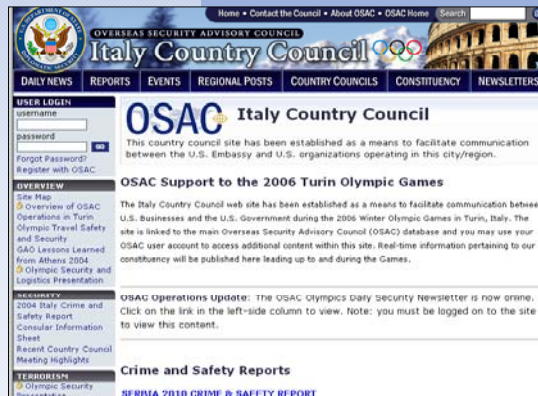 Home • Contact the Council • About OSAC • OSAC Home Search
OVERSEAS SECURITY ADVISORY COUNCIL
Italy Country Council
DAILY NEWS REPORTS EVENTS REGIONAL POSTS COUNTRY COUNCILS CONSTITUENCY NEWSLETTERS
USER LOGIN
username
password
GO
Forgot Password?
Register with OSAC
OVERVIEW
Site Map
Overview of OSAC
Operations in Turin
Olympic Travel Safety
and Security
GAO Lessons Learned
from Athens 2004
Olympic Security and
Logistics Presentation
SECURITY
2004 Italy Crime and
Safety Report
Consular Information
Sheet
Recent Country Council
Meeting Highlights
TERRORISM
Olympic Security
Presentation
OSAC Italy Country Council
This country council site has been established as a means to facilitate communication
between the U.S. Embassy and U.S. organizations operating in this city/region.
OSAC Support to the 2006 Turin Olympic Games
The Italy Country Council web site has been established as a means to facilitate communication between
U.S. Businesses and the U.S. Government during the 2006 Winter Olympic Games in Turin, Italy. The
site is linked to the main Overseas Security Advisory Council (OSAC) database and you may use your
OSAC user account to access additional content within this site. Real-time information pertaining to our
constituency will be published here leading up to and during the Games.
OSAC Operations Update: The OSAC Olympics Daily Security Newsletter is now online.
Click on the link in the left-side column to view. Note: you must be logged on to the site
to view this content.
Crime and Safety Reports
SERBIA 2010 CRIME & SAFETY REPORT